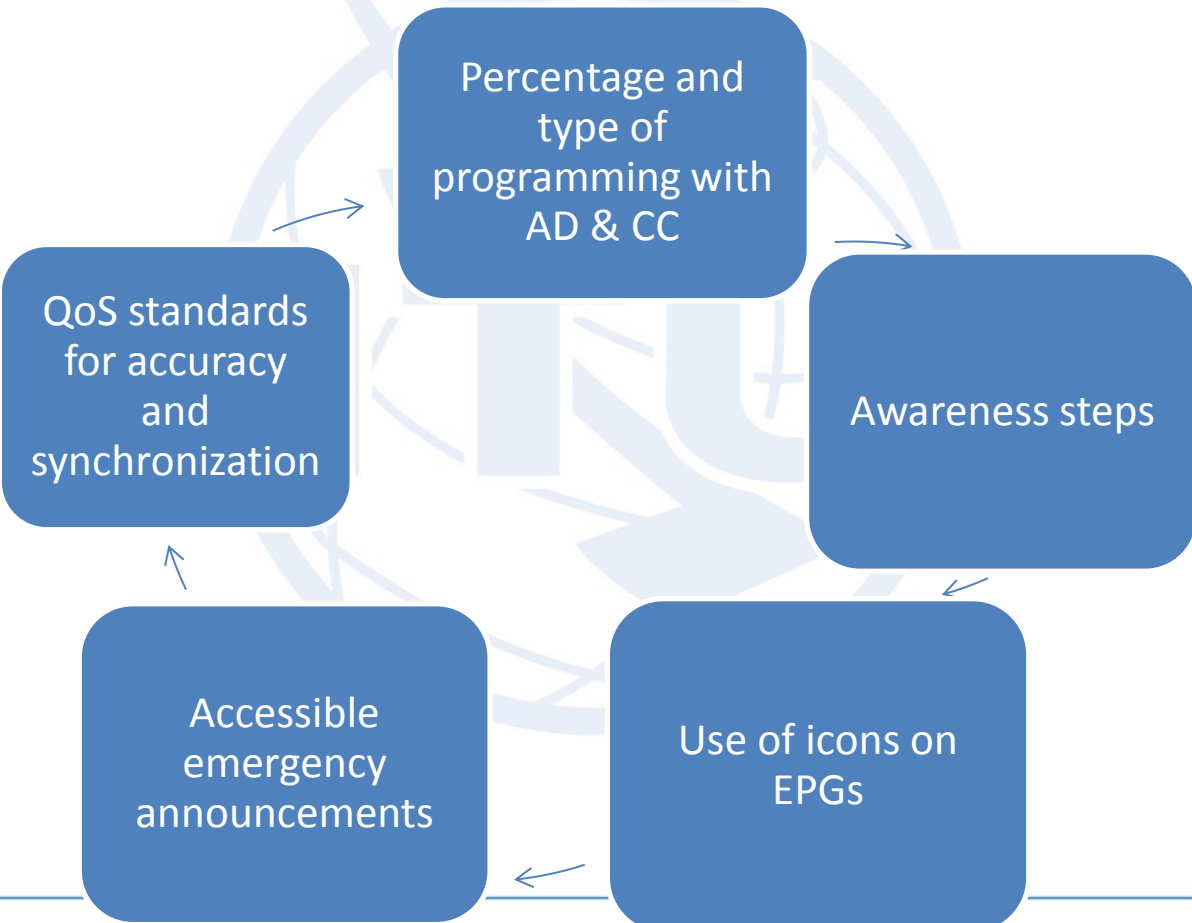 Percentage and
type of
programming with
AD & CC
Awareness steps
Use of icons on
EPGs
Accessible
emergency
announcements
QoS standards
for accuracy
and
synchronization